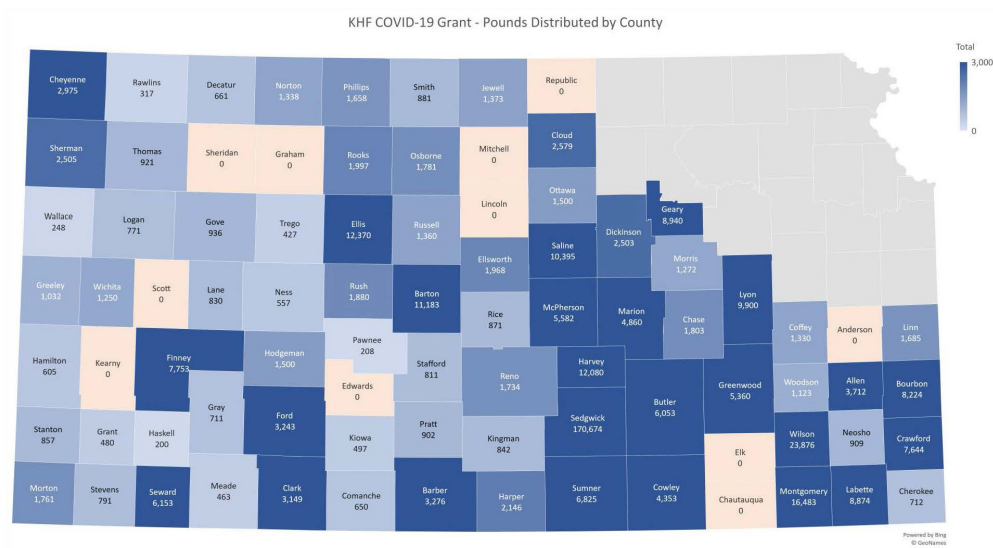 KHF COVID-19 Grant - Pounds Distributed by County
Total
3,000
0
Cheyenne
2,975
Rawlins
317
Decatur
661
Norton
1,338
Phillips
1,658
Smith
881
Jewell
1,373
Republic
0
Sherman
2,505
Thomas
921
Sheridan
0
Graham
0
Rooks
1,997
Osborne
1,781
Mitchell
0
Cloud
2,579
Ottawa
1,500
Wallace
248
Logan
771
Gove
936
Trego
427
Ellis
12,370
Russell
1,360
Lincoln
0
Saline
10,395
Dickinson
2,503
Geary
8,940
Ellsworth
1,968
Morris
1,272
Greeley
1,032
Wichita
1,250
Scott
0
Lane
830
Ness
557
Rush
1,880
Barton
11,183
Rice
871
McPherson
5,582
Marion
4,860
Chase
1,803
Lyon
9,900
Coffey
1,330
Anderson
0
Linn
1,685
Hamilton
605
Kearny
0
Finney
7,753
Hodgeman
1,500
Pawnee
208
Edwards
0
Stafford
811
Reno
1,734
Harvey
12,080
Butler
6,053
Greenwood
5,360
Woodson
1,123
Allen
3,712
Bourbon
8,224
Stanton
857
Grant
480
Haskell
200
Gray
711
Ford
3,243
Kiowa
497
Pratt
902
Kingman
842
Sedgwick
170,674
Elk
0
Wilson
23,876
Neosho
909
Crawford
7,644
Morton
1,761
Stevens
791
Seward
6,153
Meade
463
Clark
3,149
Comanche
650
Barber
3,276
Harper
2,146
Sumner
6,825
Cowley
4,353
Chautauqua
0
Montgomery
16,483
Labette
8,874
Cherokee
712
Powered by Bing
© GeoNames